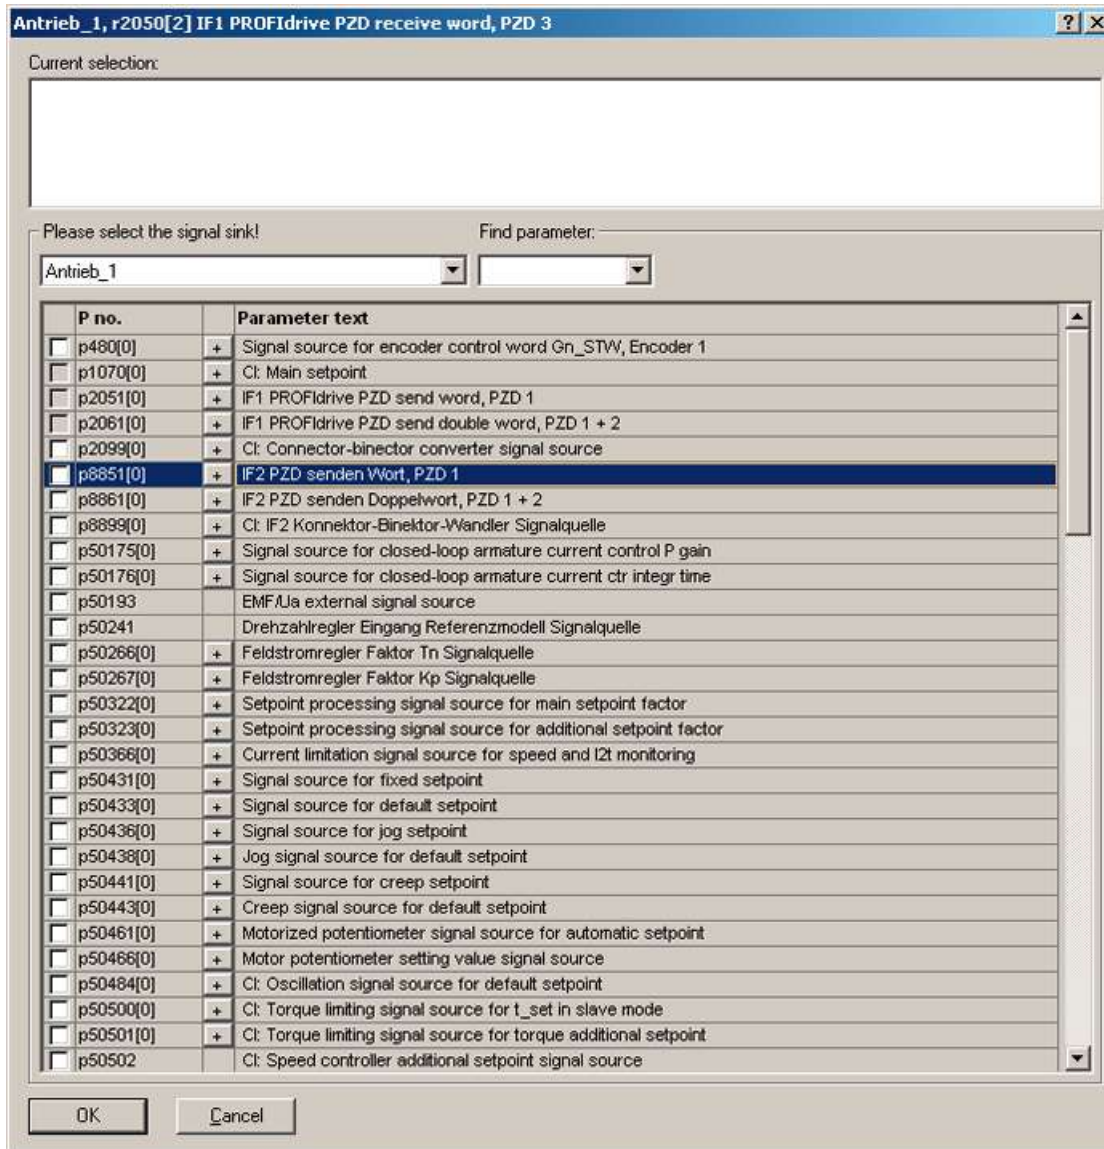 Antrieb_1, r2050[2] IF1 PROFIdrive PZD receive word, PZD 3
Current selection:
Please select the signal sink! Find parameter:
Antrieb_1
P no. Parameter text
p480[0] + Signal source for encoder control word Gn_STW, Encoder 1
p1070[0] + CI: Main setpoint
p2051[0] + IF1 PROFIdrive PZD send word, PZD 1
p2061[0] + IF1 PROFIdrive PZD send double word, PZD 1 + 2
p2099[0] + CI: Connector-binector converter signal source
p8851[0] + IF2 PZD senden Wort, PZD 1
p8861[0] + IF2 PZD senden Doppelwort, PZD 1 + 2
p8899[0] + CI: IF2 Konnektor-Binektor-Wandler Signalquelle
p50175[0] + Signal source for closed-loop armature current control P gain
p50176[0] + Signal source for closed-loop armature current ctr integr time
p50193 EMF/Ua external signal source
p50241 Drehzahlregler Eingang Referenzmodell Signalquelle
p50266[0] + Feldstromregler Faktor Tn Signalquelle
p50267[0] + Feldstromregler Faktor Kp Signalquelle
p50322[0] + Setpoint processing signal source for main setpoint factor
p50323[0] + Setpoint processing signal source for additional setpoint factor
p50366[0] + Current limitation signal source for speed and I2t monitoring
p50431[0] + Signal source for fixed setpoint
p50433[0] + Signal source for default setpoint
p50436[0] + Signal source for jog setpoint
p50438[0] + Jog signal source for default setpoint
p50441[0] + Signal source for creep setpoint
p50443[0] + Creep signal source for default setpoint
p50461[0] + Motorized potentiometer signal source for automatic setpoint
p50466[0] + Motor potentiometer setting value signal source
p50484[0] + CI: Oscillation signal source for default setpoint
p50500[0] + CI: Torque limiting signal source for t_set in slave mode
p50501[0] + CI: Torque limiting signal source for torque additional setpoint
p50502 CI: Speed controller additional setpoint signal source
OK Cancel